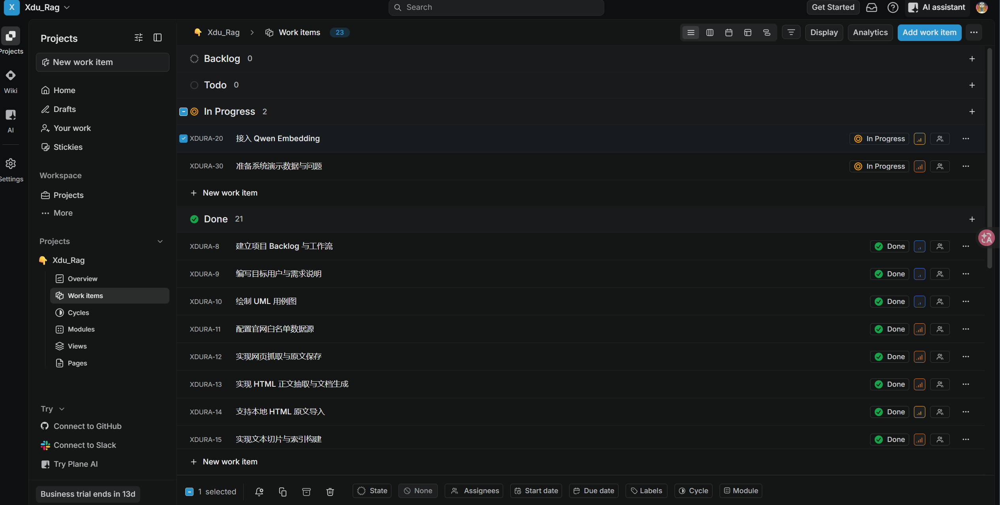 X Xdu_Rag
Search
Get Started
AI assistant
Projects
Wiki
AI
Settings
Projects
New work item
Home
Drafts
Your work
Stickies
Workspace
Projects
More
Projects
Xdu_Rag
Overview
Work items
Cycles
Modules
Views
Pages
Try
Connect to GitHub
Connect to Slack
Try Plane AI
Business trial ends in 13d
Xdu_Rag > Work items 23
Display
Analytics
Add work item
Backlog 0
Todo 0
In Progress 2
XDURA-20 接入 Qwen Embedding In Progress
XDURA-30 准备系统演示数据与问题 In Progress
New work item
Done 21
XDURA-8 建立项目 Backlog 与工作流 Done
XDURA-9 编写目标用户与需求说明 Done
XDURA-10 绘制 UML 用例图 Done
XDURA-11 配置官网白名单数据源 Done
XDURA-12 实现网页抓取与原文保存 Done
XDURA-13 实现 HTML 正文抽取与文档生成 Done
XDURA-14 支持本地 HTML 原文导入 Done
XDURA-15 实现文本切片与索引构建 Done
New work item
1 selected
State
None
Assignees
Start date
Due date
Labels
Cycle
Module